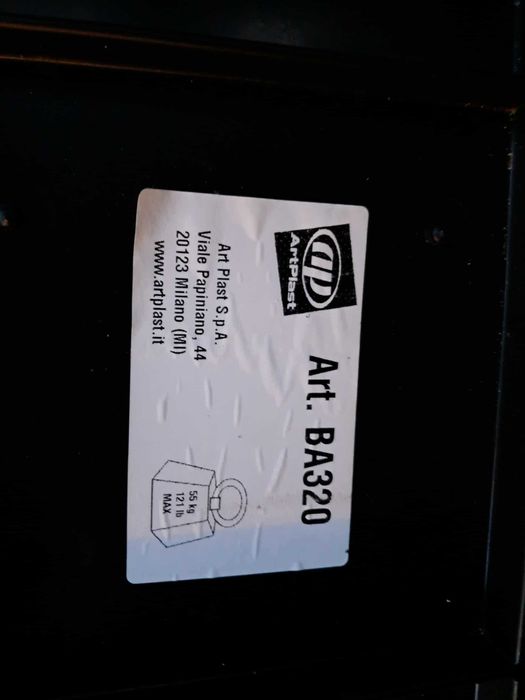 ArtPlast
Art. BA320
Art Plast S.p.A.
Viale Papiniano, 44
20123 Milano (MI)
www.artplast.it
55 kg
121 lb
MAX